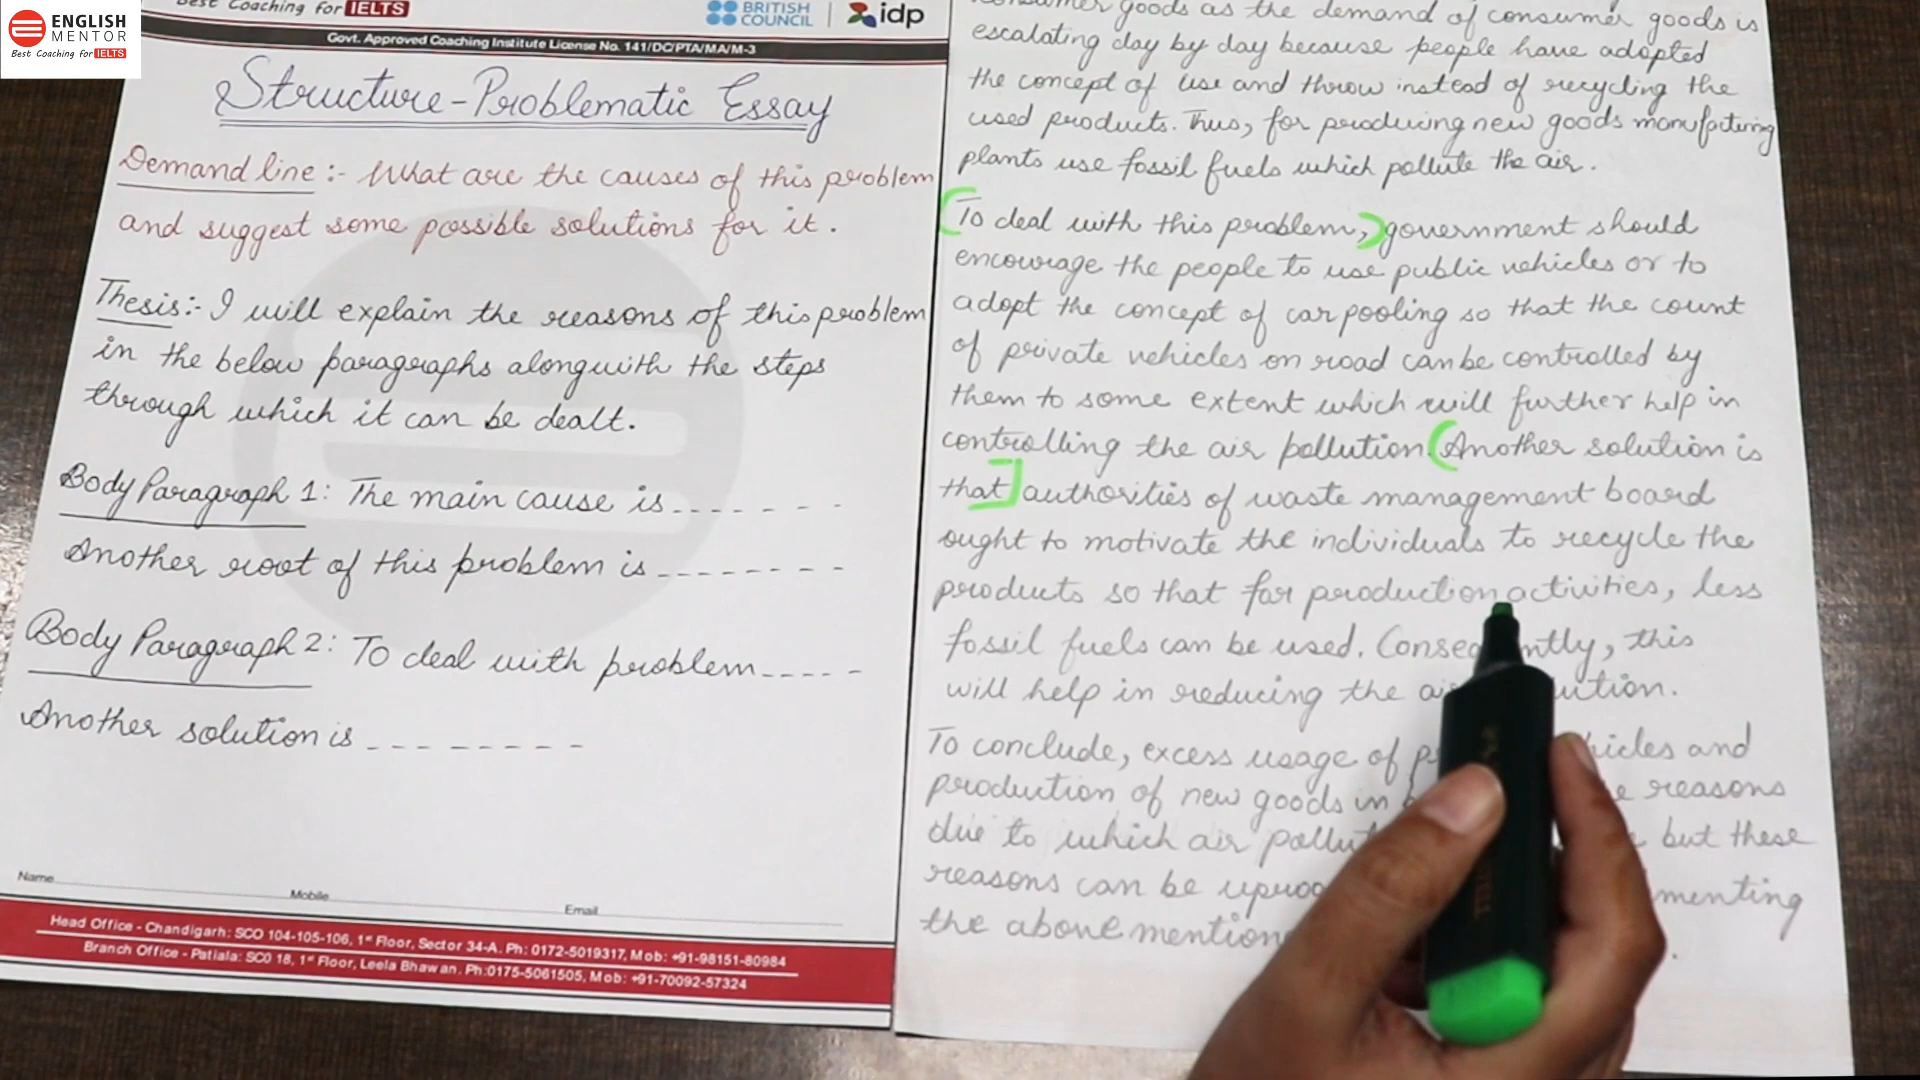 ENGLISH
MENTOR
Best Coaching for IELTS
Best Coaching for IELTS
BRITISH
COUNCIL
idp
Govt. Approved Coaching Institute License No. 141/DC/PTA/MA/M-3
Structure-Problematic Essay
Demand line:- What are the causes of this problem
and suggest some possible solutions for it.
Thesis:- I will explain the reasons of this problem
in the below paragraphs alongwith the steps
through which it can be dealt.
Body Paragraph 1: The main cause is
Another root of this problem is
Body Paragraph 2: To deal with problem
Another solution is
Name
Mobile
Email
Head Office - Chandigarh: SCO 104-105-106, 1st Floor, Sector 34-A. Ph: 0172-5019317, Mob: +91-98151-80984
Branch Office - Patiala: SCO 18, 1st Floor, Leela Bhawan. Ph:0175-5061505, Mob: +91-70092-57324
consumer goods as the demand of consumer goods is
escalating day by day because people have adopted
the concept of use and throw instead of recycling the
used products. Thus, for producing new goods manufacturing
plants use fossil fuels which pollute the air.
(To deal with this problem,) government should
encourage the people to use public vehicles or to
adopt the concept of car pooling so that the count
of private vehicles on road can be controlled by
them to some extent which will further help in
controlling the air pollution. (Another solution is
that] authorities of waste management board
ought to motivate the individuals to recycle the
products so that for production activities, less
fossil fuels can be used. this
will help in reducing the
To conclude, excess usage of and
production of new goods in reasons
due to which air but these
reasons can be
the above